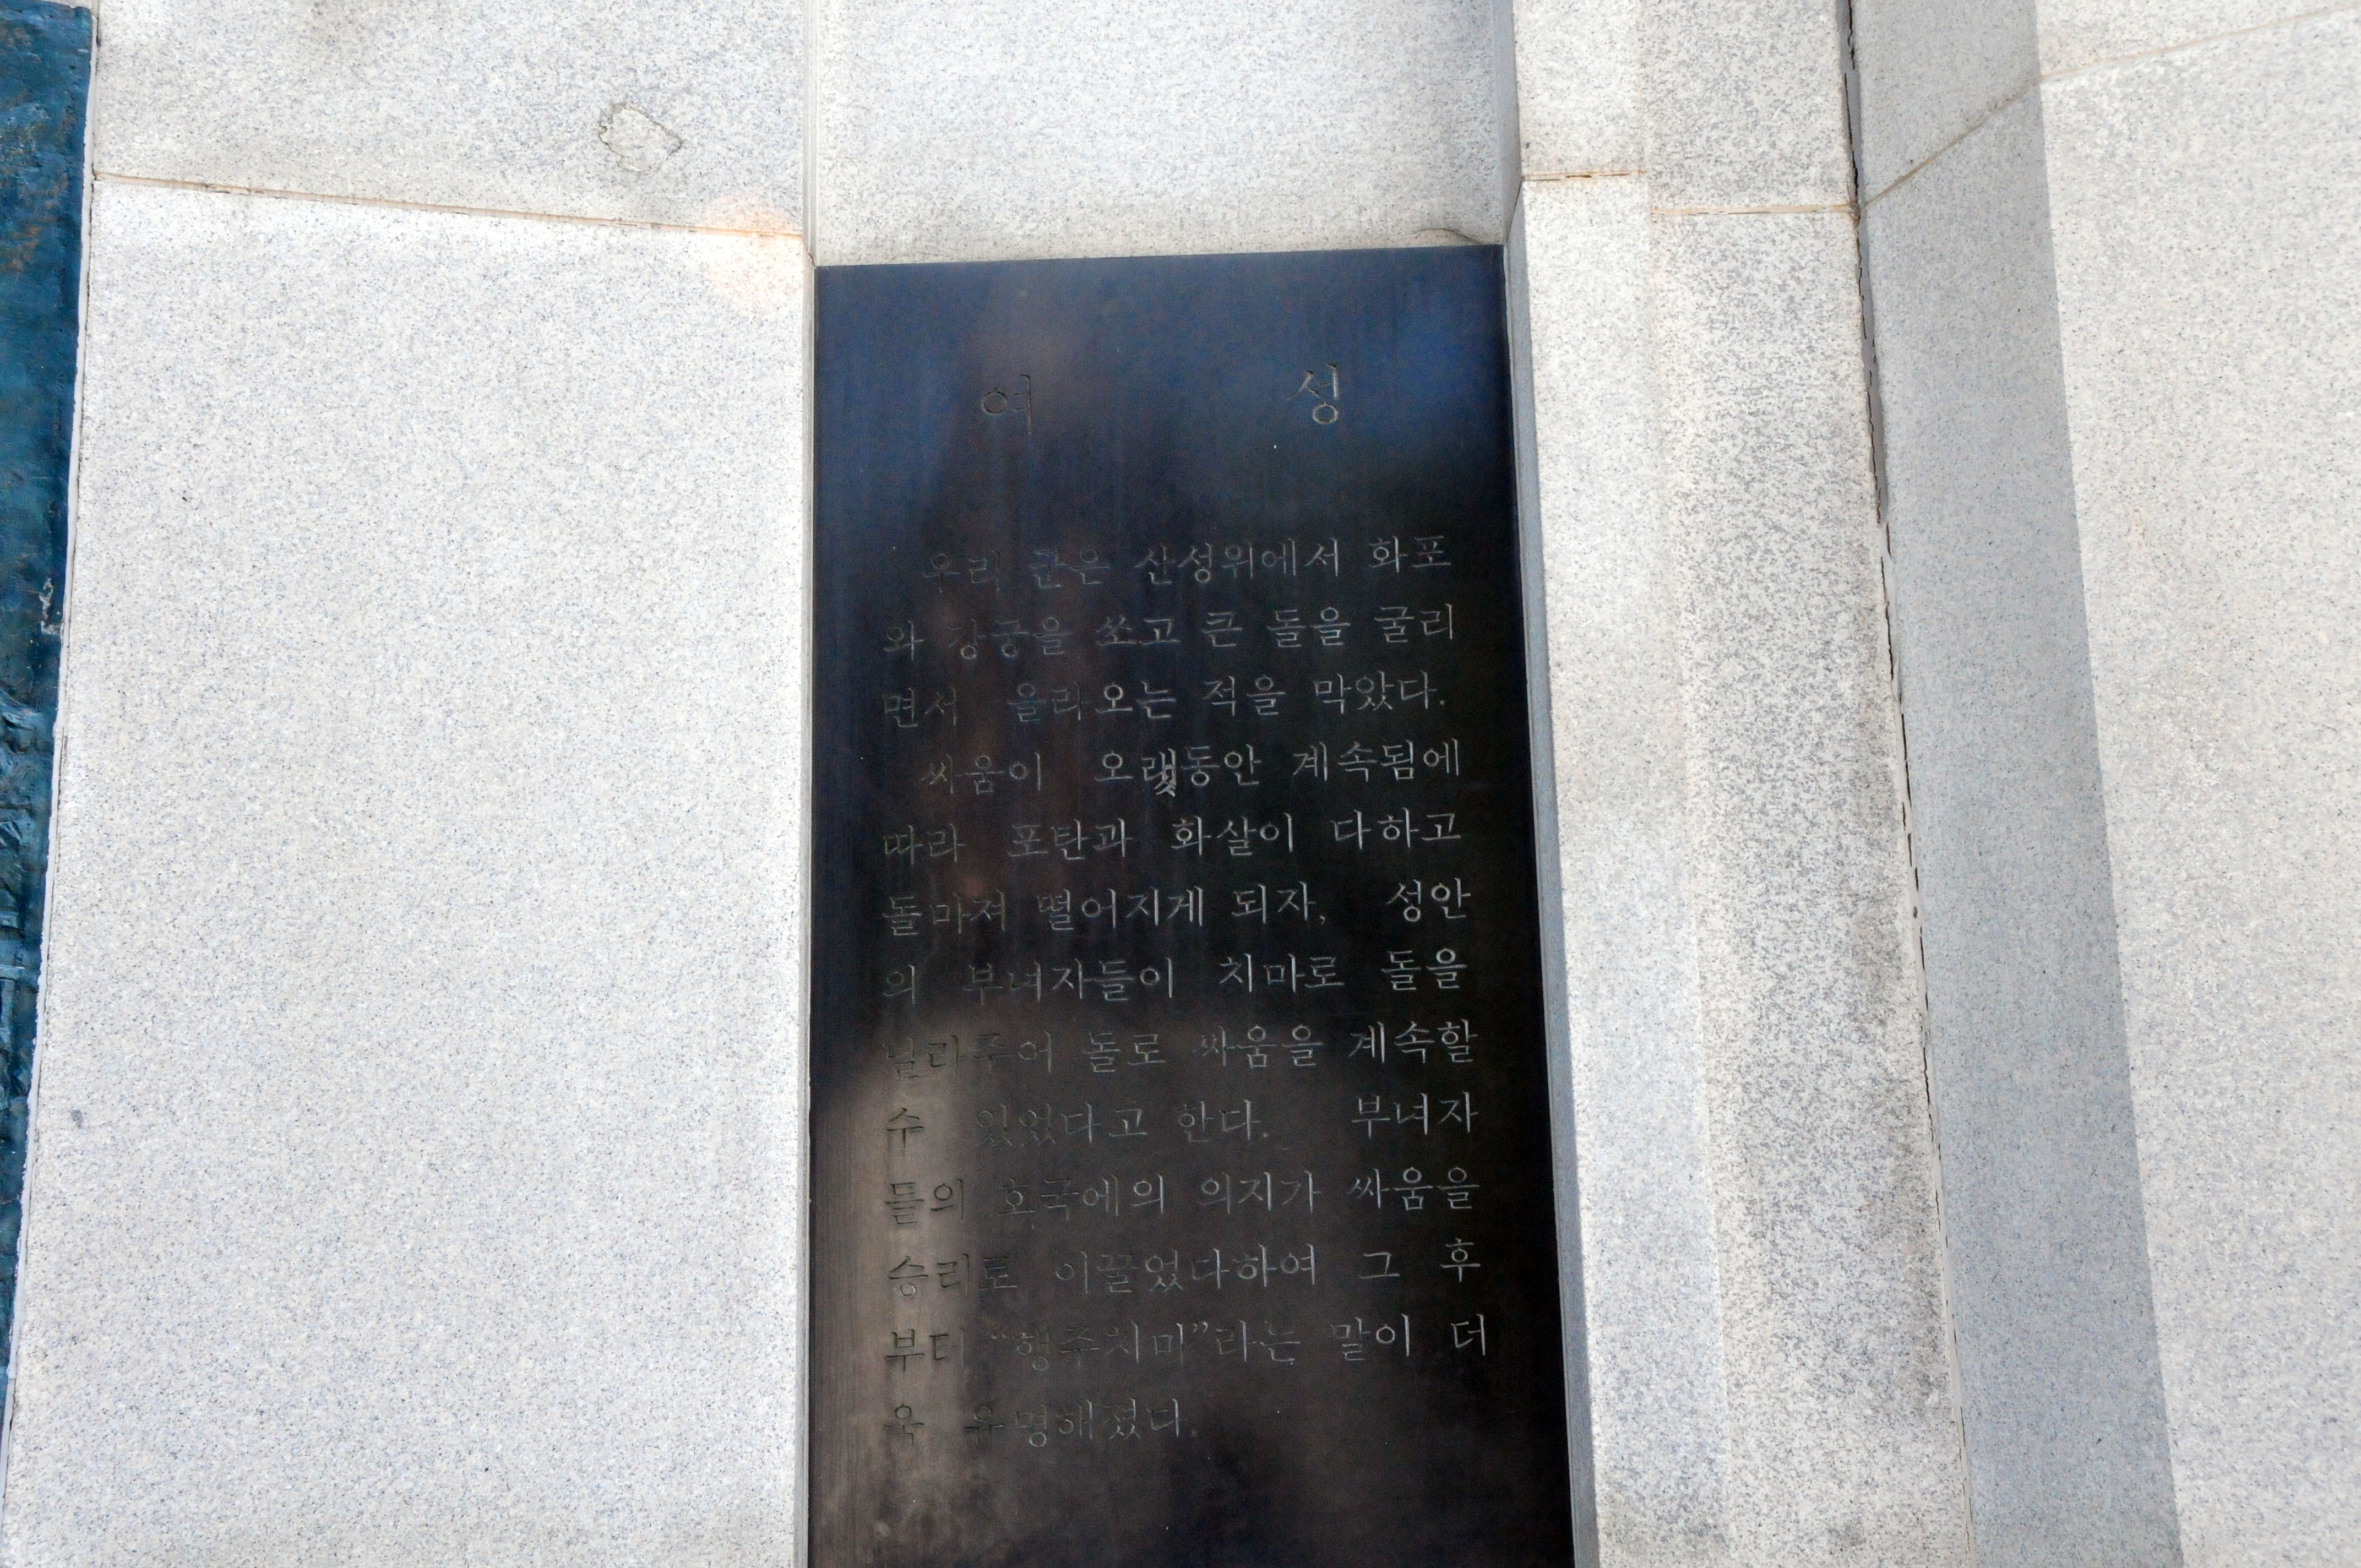 여 성
우리 군은 산성위에서 화포
와 강궁을 쏘고 큰 돌을 굴리
면서 올라오는 적을 막았다.
싸움이 오랫동안 계속됨에
따라 포탄과 화살이 다하고
돌마져 떨어지게 되자, 성안
의 부녀자들이 치마로 돌을
날라주어 돌로 싸움을 계속할
수 있었다고 한다. 부녀자
들의 호국에의 의지가 싸움을
승리로 이끌었다하여 그 후
부터 “행주치마”라는 말이 더
욱 유명해졌다.